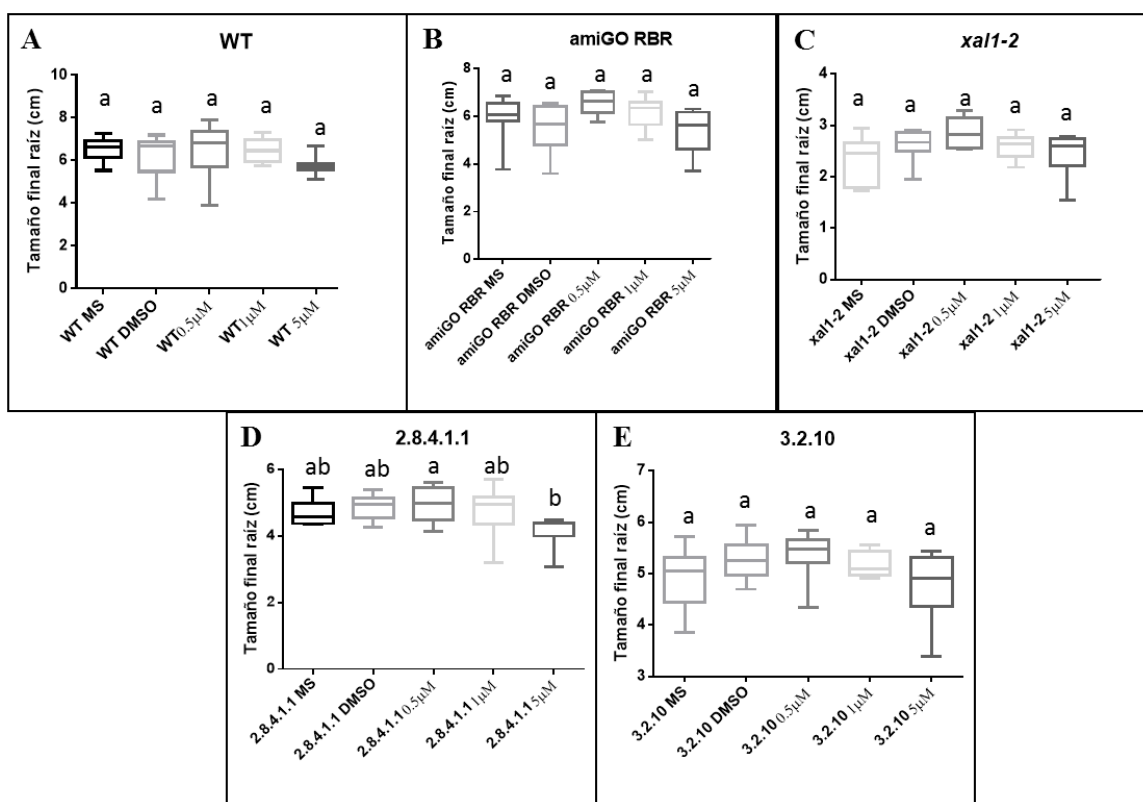 A
WT
Tamaño final raíz (cm)
10
8
6
4
2
0
a
a
a
a
a
WT MS
WT DMSO
WT0.5µM
WT1µM
WT 5µM
B
amiGO RBR
Tamaño final raíz (cm)
8
6
4
2
0
a
a
a
a
a
amiGO RBR MS
amiGO RBR DMSO
amiGO RBR 0.5µM
amiGO RBR 1µM
amiGO RBR 5µM
C
xal1-2
Tamaño final raíz (cm)
4
3
2
1
0
a
a
a
a
a
xal1-2 MS
xal1-2 DMSO
xal1-2 0.5µM
xal1-2 1µM
xal1-2 5µM
D
2.8.4.1.1
Tamaño final raíz (cm)
6
4
2
0
ab
ab
a
ab
b
2.8.4.1.1 MS
2.8.4.1.1 DMSO
2.8.4.1.1 0.5µM
2.8.4.1.1 1µM
2.8.4.1.1 5µM
E
3.2.10
Tamaño final raíz (cm)
7
6
5
4
3
a
a
a
a
a
3.2.10 MS
3.2.10 DMSO
3.2.10 0.5µM
3.2.10 1µM
3.2.10 5µM